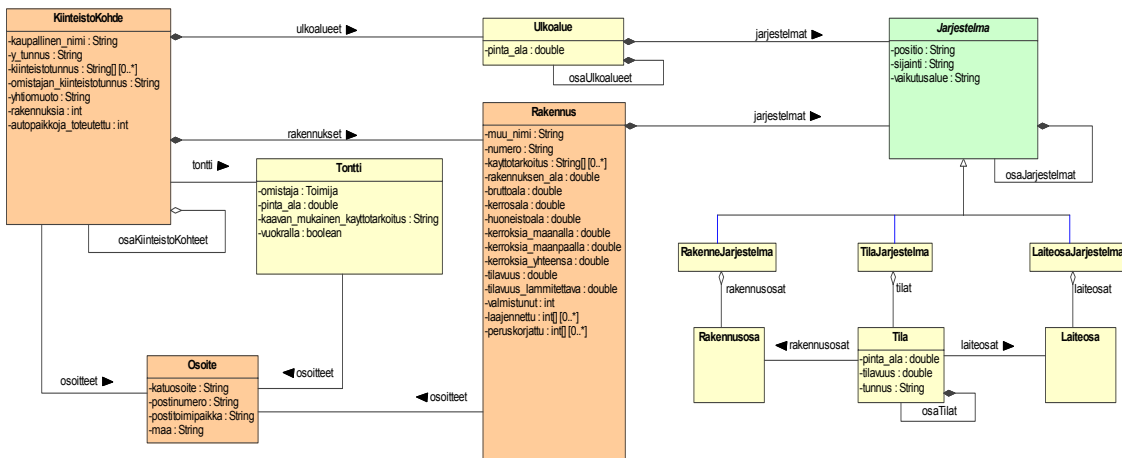 KiinteistoKohde
-kaupallinen_nimi : String
-y_tunnus : String
-kiinteistotunnus : String[] [0..*]
-omistajan_kiinteistotunnus : String
-yhtiomuoto : String
-rakennuksia : int
-autopaikkoja_toteutettu : int
ulkoalueet
Ulkoalue
-pinta_ala : double
osaUlkoalueet
jarjestelmat
Jarjestelma
-positio : String
-sijainti : String
-vaikutusalue : String
osaJarjestelmat
rakennukset
Rakennus
-muu_nimi : String
-numero : String
-kayttotarkoitus : String[] [0..*]
-rakennuksen_ala : double
-bruttoala : double
-kerrosala : double
-huoneistoala : double
-kerroksia_maanalla : double
-kerroksia_maanpaalla : double
-kerroksia_yhteensa : double
-tilavuus : double
-tilavuus_lammitettava : double
-valmistunut : int
-laajennettu : int[] [0..*]
-peruskorjattu : int[] [0..*]
jarjestelmat
tontti
Tontti
-omistaja : Toimija
-pinta_ala : double
-kaavan_mukainen_kayttotarkoitus : String
-vuokralla : boolean
osaKiinteistoKohteet
RakenneJarjestelma
TilaJarjestelma
LaiteosaJarjestelma
rakennusosat
tilat
laiteosat
Rakennusosa
rakennusosat
Tila
-pinta_ala : double
-tilavuus : double
-tunnus : String
osaTilat
laiteosat
Laiteosa
osoitteet
Osoite
-katuosoite : String
-postinumero : String
-postitoimipaikka : String
-maa : String
osoitteet
osoitteet